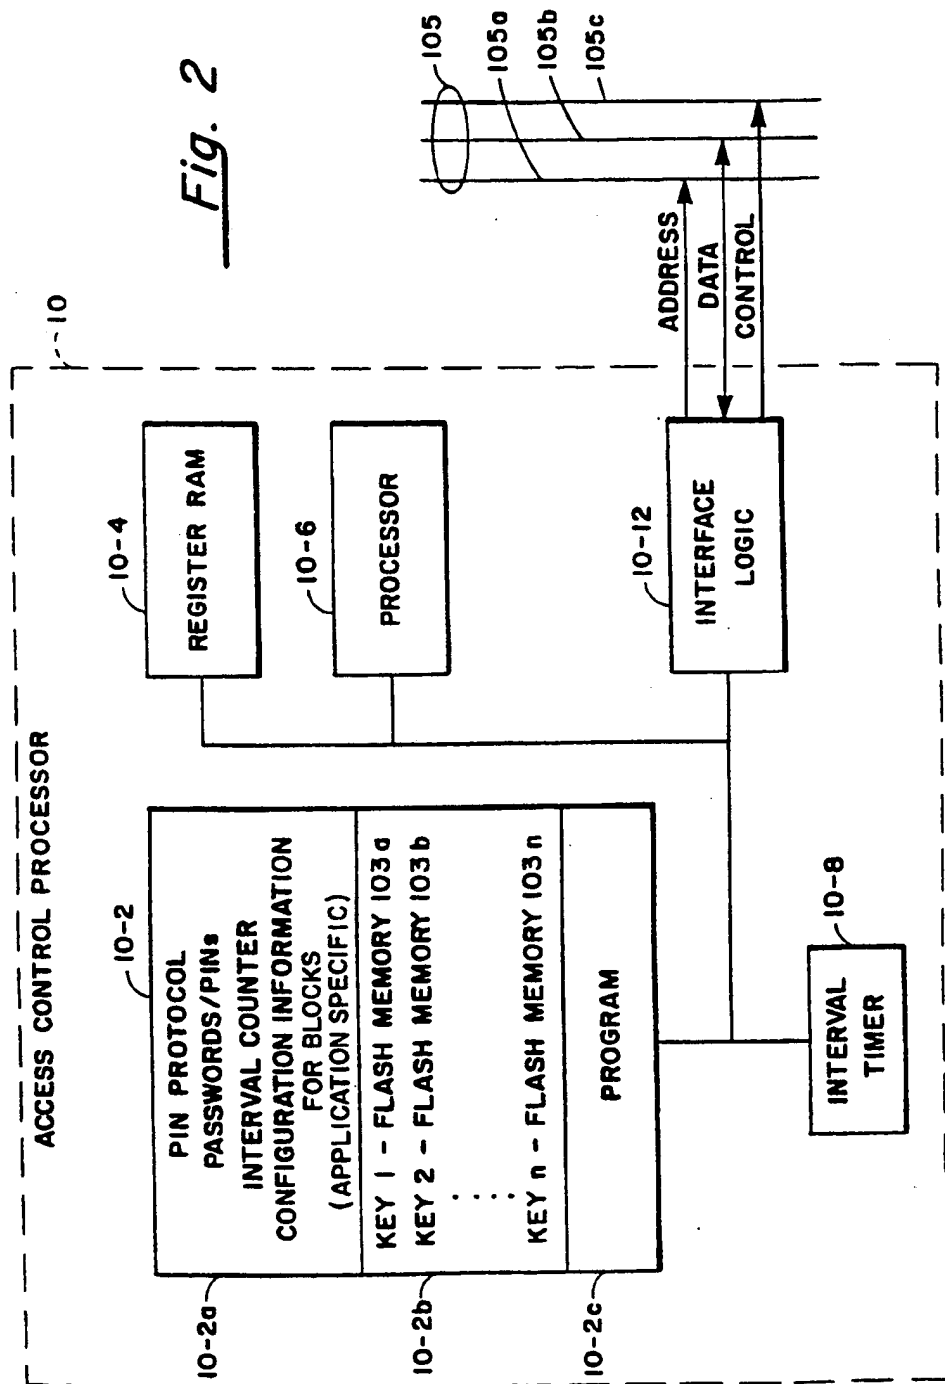 Fig. 2
ACCESS CONTROL PROCESSOR
10
10-2
10-2a
PIN PROTOCOL
PASSWORDS/PINs
INTERVAL COUNTER
CONFIGURATION INFORMATION
FOR BLOCKS
(APPLICATION SPECIFIC)
10-2b
KEY 1 - FLASH MEMORY 103a
KEY 2 - FLASH MEMORY 103b
. . . . .
KEY n - FLASH MEMORY 103n
10-2c
PROGRAM
10-4
REGISTER RAM
10-6
PROCESSOR
10-8
INTERVAL
TIMER
10-12
INTERFACE
LOGIC
ADDRESS
DATA
CONTROL
105
105a
105b
105c